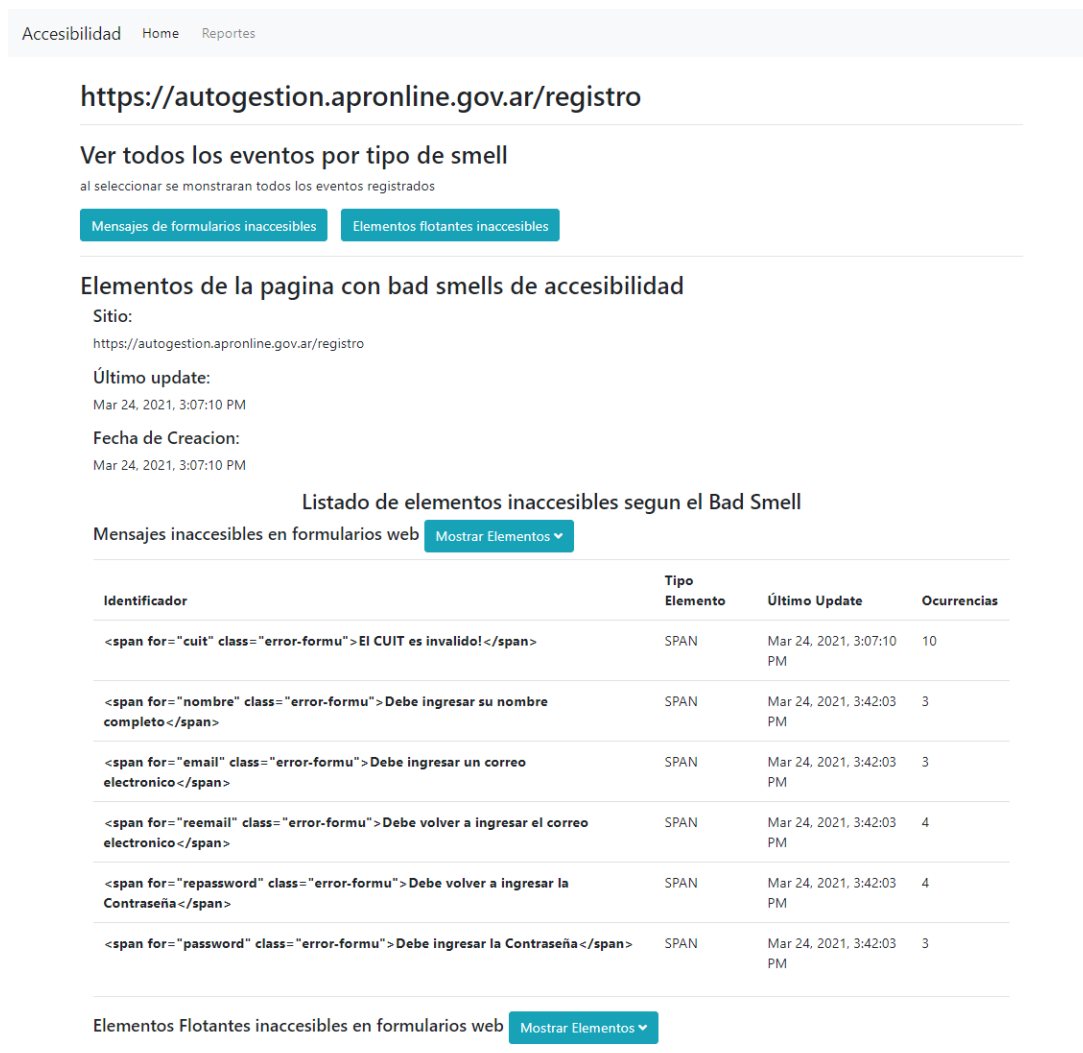 Accesibilidad Home Reportes
https://autogestion.apronline.gov.ar/registro
Ver todos los eventos por tipo de smell
al seleccionar se monstraran todos los eventos registrados
Mensajes de formularios inaccesibles Elementos flotantes inaccesibles
Elementos de la pagina con bad smells de accesibilidad
Sitio:
https://autogestion.apronline.gov.ar/registro
Último update:
Mar 24, 2021, 3:07:10 PM
Fecha de Creacion:
Mar 24, 2021, 3:07:10 PM
Listado de elementos inaccesibles segun el Bad Smell
Mensajes inaccesibles en formularios web Mostrar Elementos
Tipo
Identificador Elemento Último Update Ocurrencias
<span for="cuit" class="error-formu">El CUIT es invalido!</span> SPAN Mar 24, 2021, 3:07:10 10
PM
<span for="nombre" class="error-formu">Debe ingresar su nombre SPAN Mar 24, 2021, 3:42:03 3
completo</span> PM
<span for="email" class="error-formu">Debe ingresar un correo SPAN Mar 24, 2021, 3:42:03 3
electronico</span> PM
<span for="reemail" class="error-formu">Debe volver a ingresar el correo SPAN Mar 24, 2021, 3:42:03 4
electronico</span> PM
<span for="repassword" class="error-formu">Debe volver a ingresar la SPAN Mar 24, 2021, 3:42:03 4
Contraseña</span> PM
<span for="password" class="error-formu">Debe ingresar la Contraseña</span> SPAN Mar 24, 2021, 3:42:03 3
PM
Elementos Flotantes inaccesibles en formularios web Mostrar Elementos